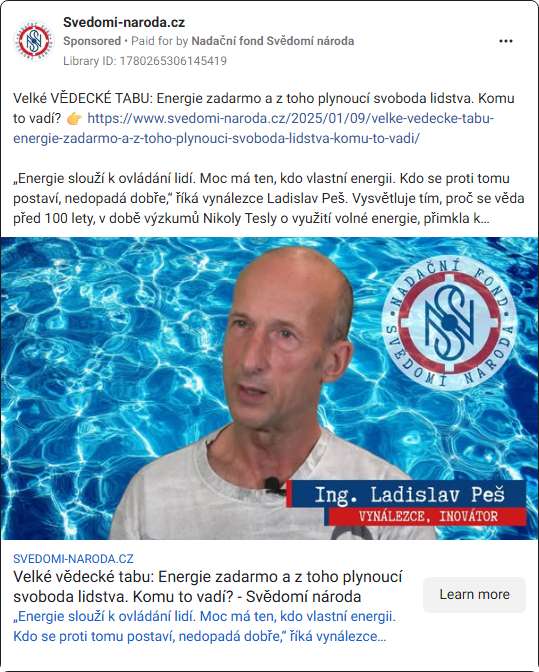 Svedomi-naroda.cz
Sponsored • Paid for by Nadační fond Svědomí národa
Library ID: 1780265306145419
Velké VĚDECKÉ TABU: Energie zadarmo a z toho plynoucí svoboda lidstva. Komu
to vadí? 👉 https://www.svedomi-naroda.cz/2025/01/09/velke-vedecke-tabu-
energie-zadarmo-a-z-toho-plynouci-svoboda-lidstva-komu-to-vadi/
„Energie slouží k ovládání lidí. Moc má ten, kdo vlastní energii. Kdo se proti tomu
postaví, nedopadá dobře,“ říká vynálezce Ladislav Peš. Vysvětluje tím, proč se věda
před 100 lety, v době výzkumů Nikoly Tesly o využití volné energie, přimkla k...
NADAČNÍ FOND
SVĚDOMÍ NÁRODA
Ing. Ladislav Peš
VYNÁLEZCE, INOVÁTOR
SVEDOMI-NARODA.CZ
Velké vědecké tabu: Energie zadarmo a z toho plynoucí
svoboda lidstva. Komu to vadí? - Svědomí národa
Learn more
„Energie slouží k ovládání lidí. Moc má ten, kdo vlastní energii.
Kdo se proti tomu postaví, nedopadá dobře,“ říká vynálezce...